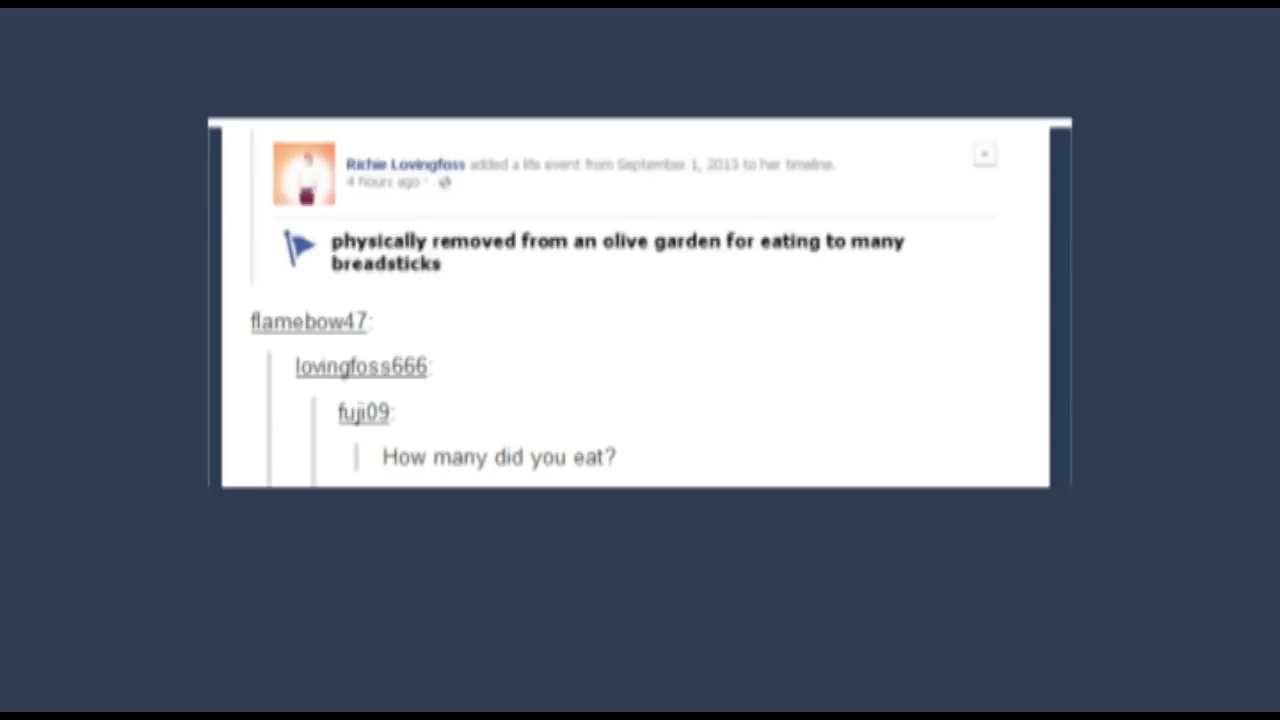 Richie Lovingfoss added a life event from September 1, 2013 to her timeline.
4 hours ago ·
physically removed from an olive garden for eating to many
breadsticks
flamebow47:
lovingfoss666:
fuji09:
How many did you eat?